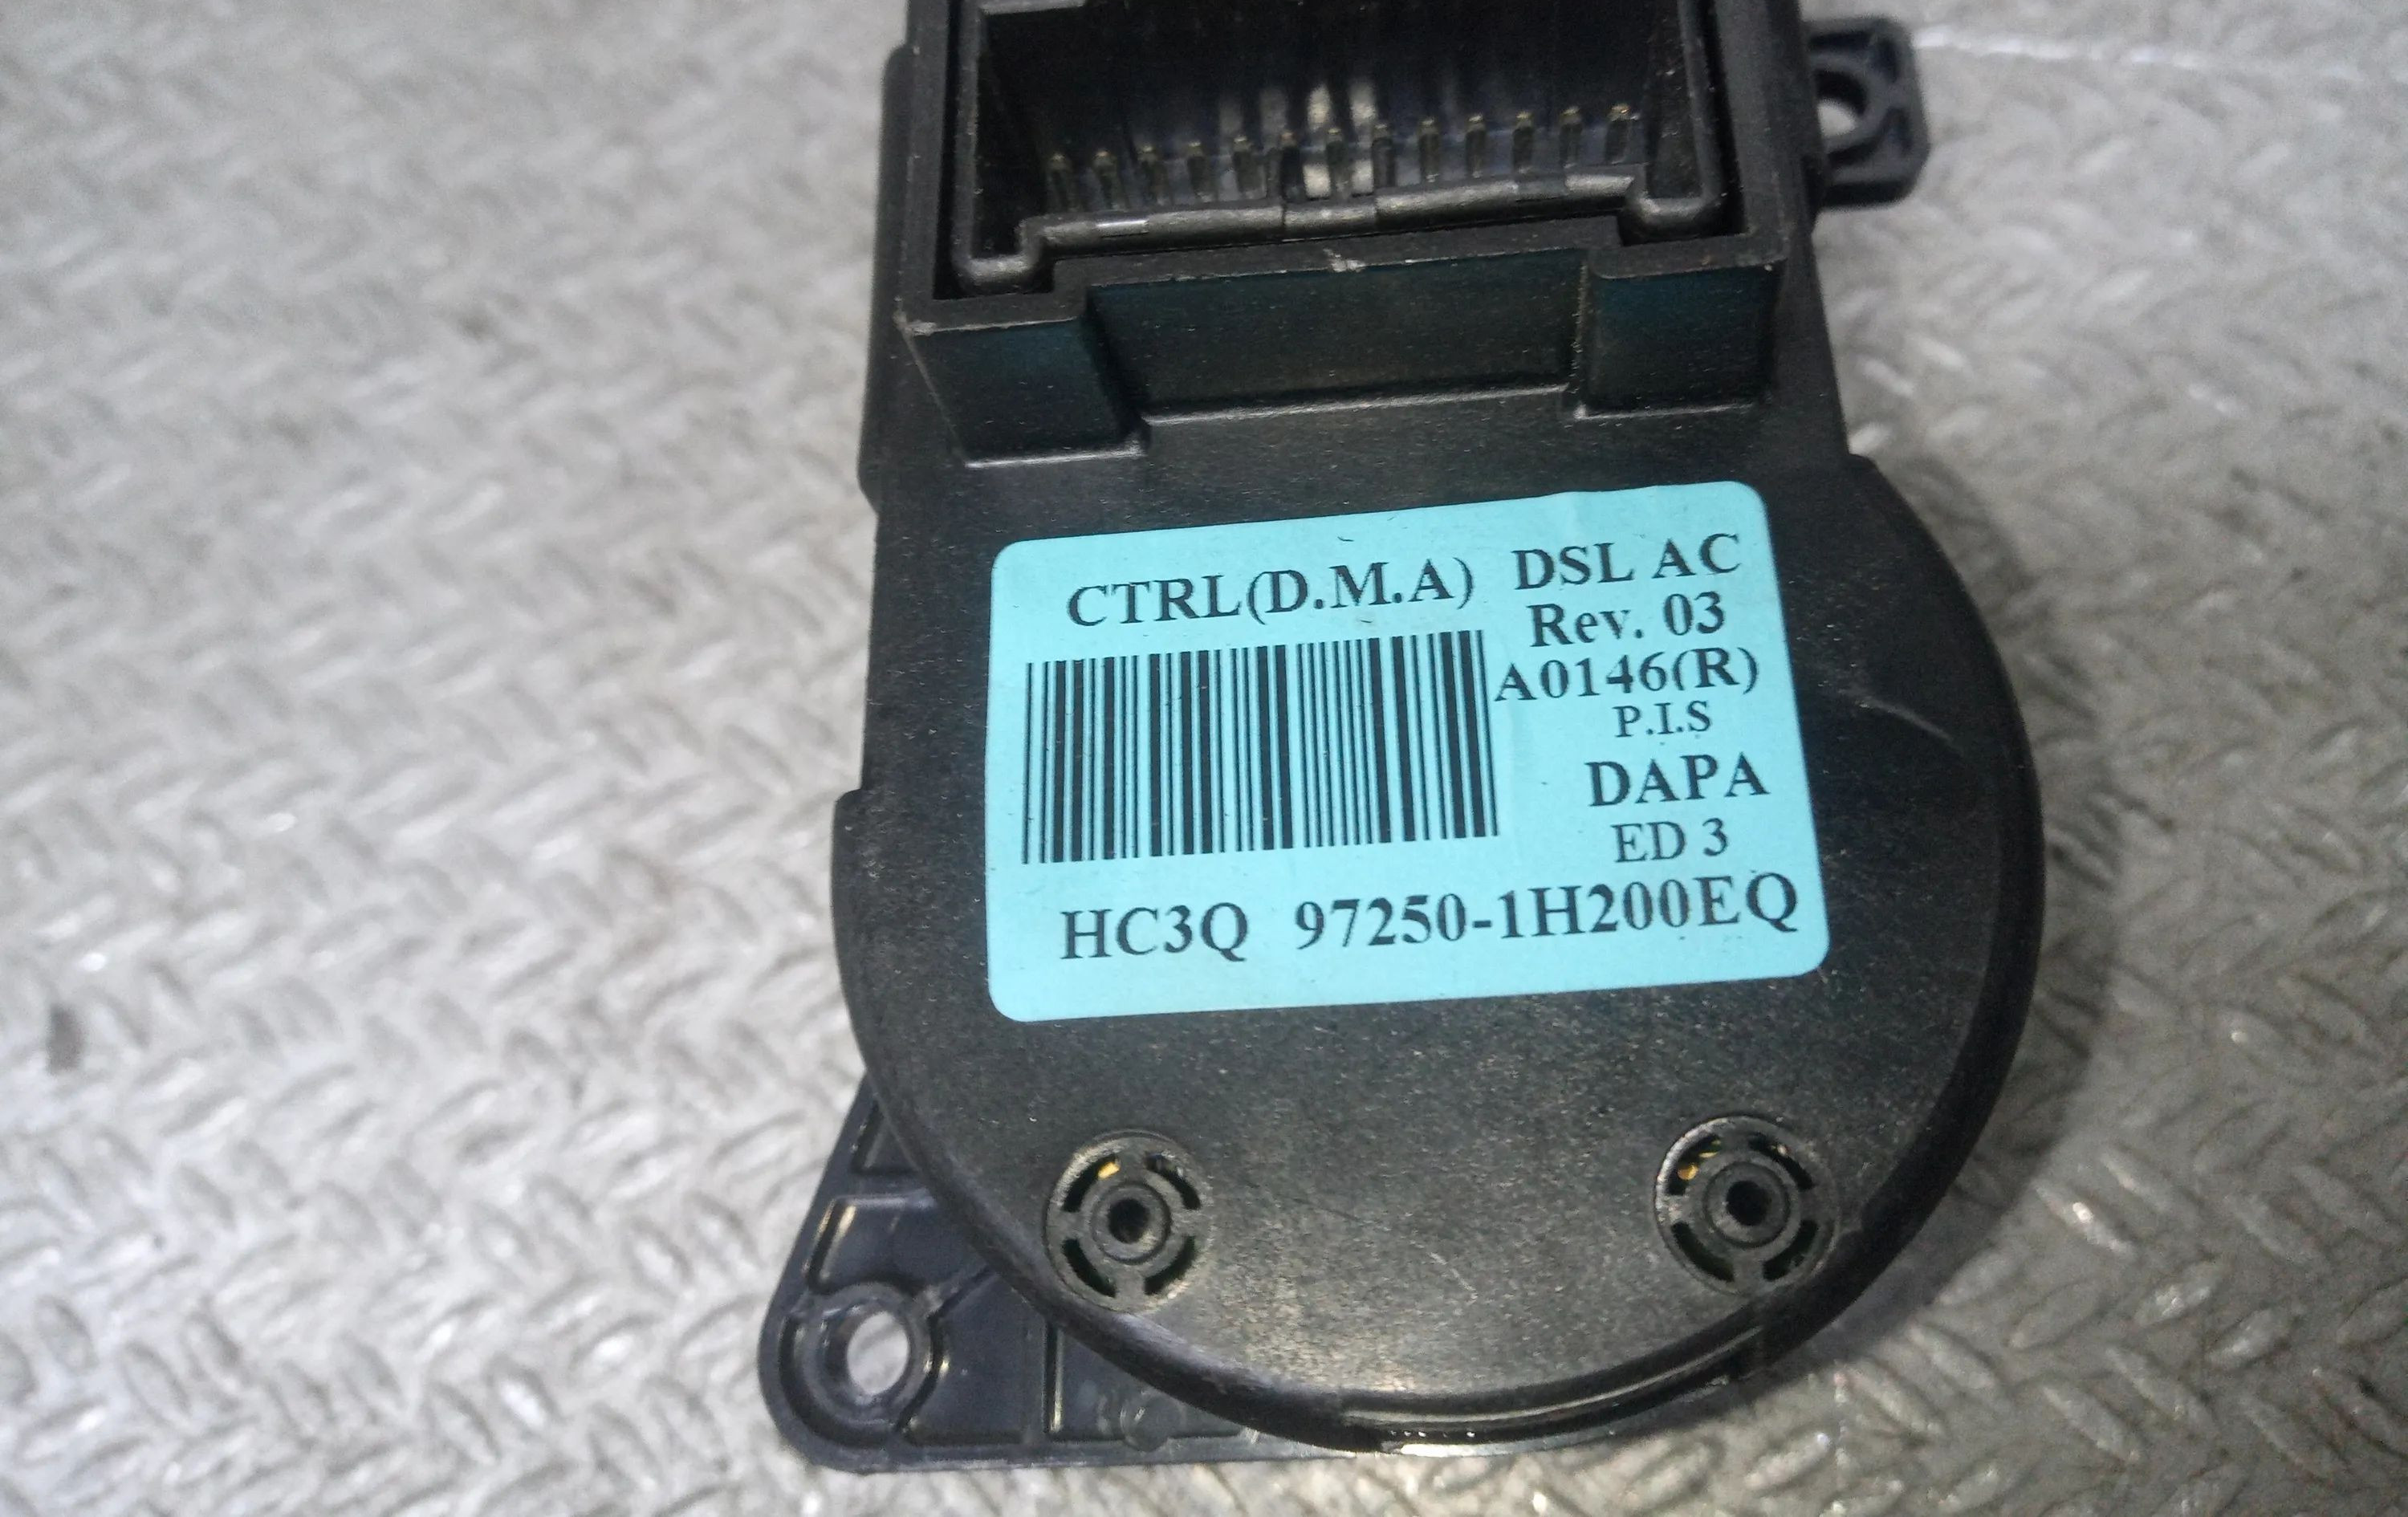 CTRL(D.M.A) DSL AC
Rev. 03
A0146(R)
P.I.S
DAPA
ED 3
HC3Q 97250-1H200EQ